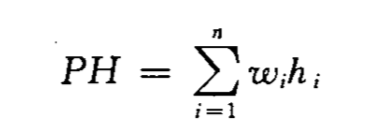 PH = \sum_{i=1}^{n} w_i h_i